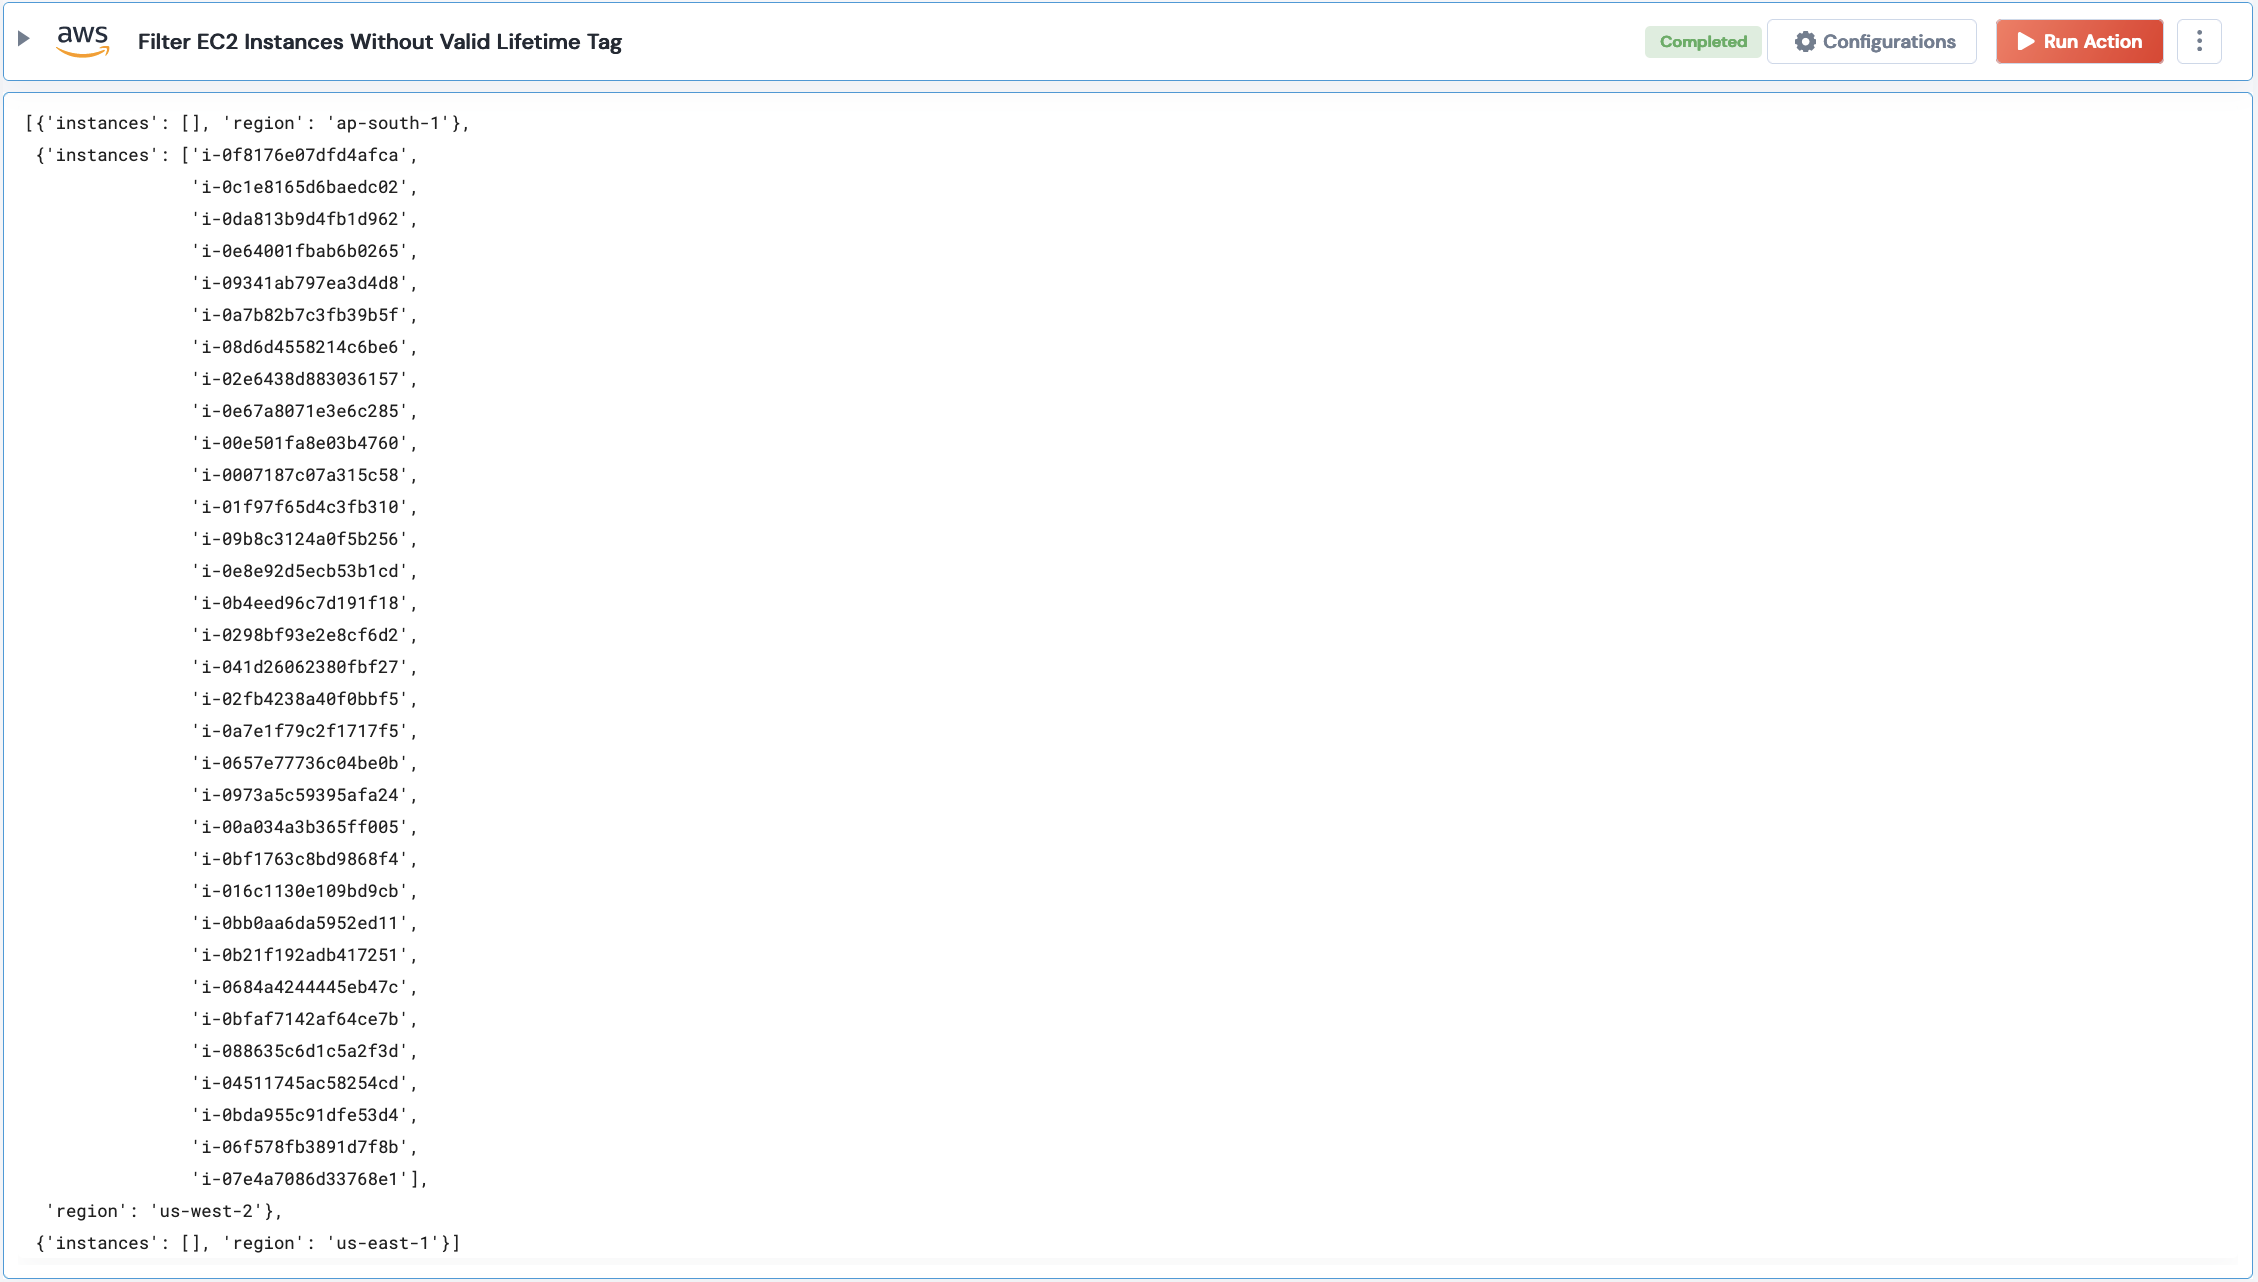 aws Filter EC2 Instances Without Valid Lifetime Tag Completed Configurations Run Action
[{'instances': [], 'region': 'ap-south-1'},
{'instances': ['i-0f8176e07dfd4afca',
'i-0c1e8165d6baedc02',
'i-0da813b9d4fb1d962',
'i-0e64001fbab6b0265',
'i-09341ab797ea3d4d8',
'i-0a7b82b7c3fb39b5f',
'i-08d6d4558214c6be6',
'i-02e6438d883036157',
'i-0e67a8071e3e6c285',
'i-00e501fa8e03b4760',
'i-0007187c07a315c58',
'i-01f97f65d4c3fb310',
'i-09b8c3124a0f5b256',
'i-0e8e92d5ecb53b1cd',
'i-0b4eed96c7d191f18',
'i-0298bf93e2e8cf6d2',
'i-041d26062380fbf27',
'i-02fb4238a40f0bbf5',
'i-0a7e1f79c2f1717f5',
'i-0657e77736c04be0b',
'i-0973a5c59395afa24',
'i-00a034a3b365ff005',
'i-0bf1763c8bd9868f4',
'i-016c1130e109bd9cb',
'i-0bb0aa6da5952ed11',
'i-0b21f192adb417251',
'i-0684a4244445eb47c',
'i-0bfaf7142af64ce7b',
'i-088635c6d1c5a2f3d',
'i-04511745ac58254cd',
'i-0bda955c91dfe53d4',
'i-06f578fb3891d7f8b',
'i-07e4a7086d33768e1'],
'region': 'us-west-2'},
{'instances': [], 'region': 'us-east-1'}]